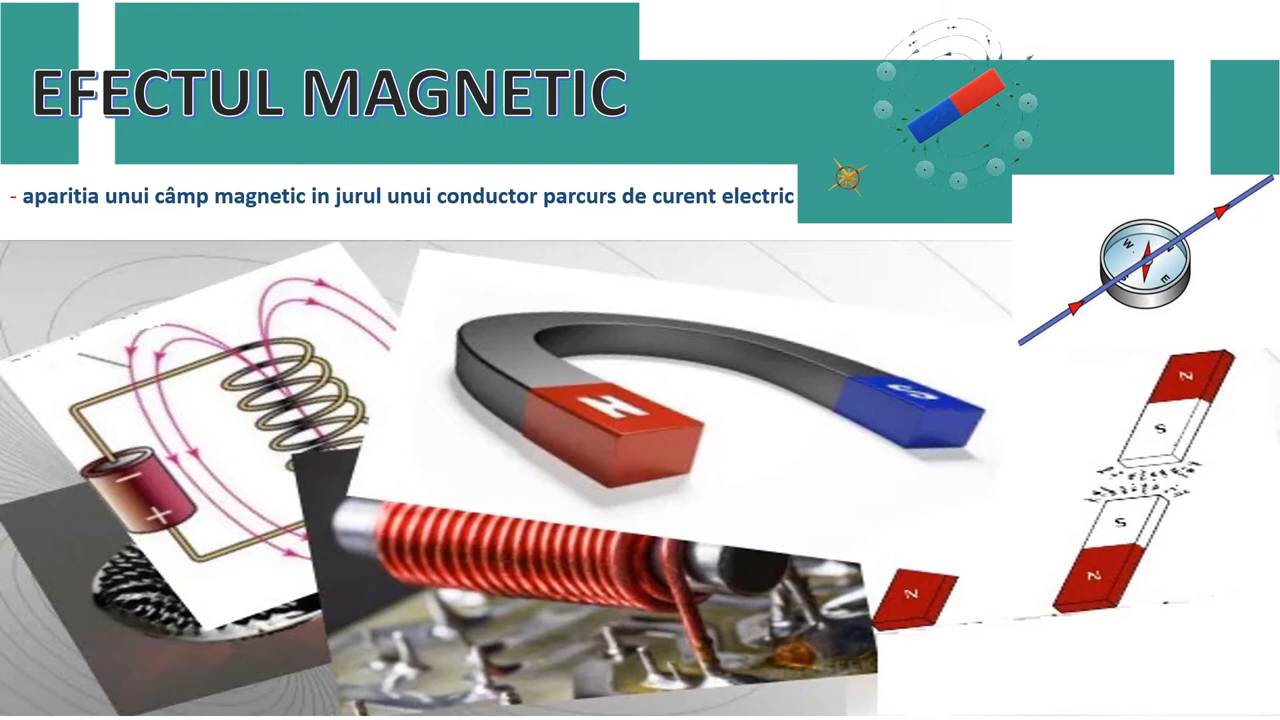 EFECTUL MAGNETIC
- aparitia unui câmp magnetic in jurul unui conductor parcurs de curent electric
W
S
E
N
S
N
S
S
N
N
- +